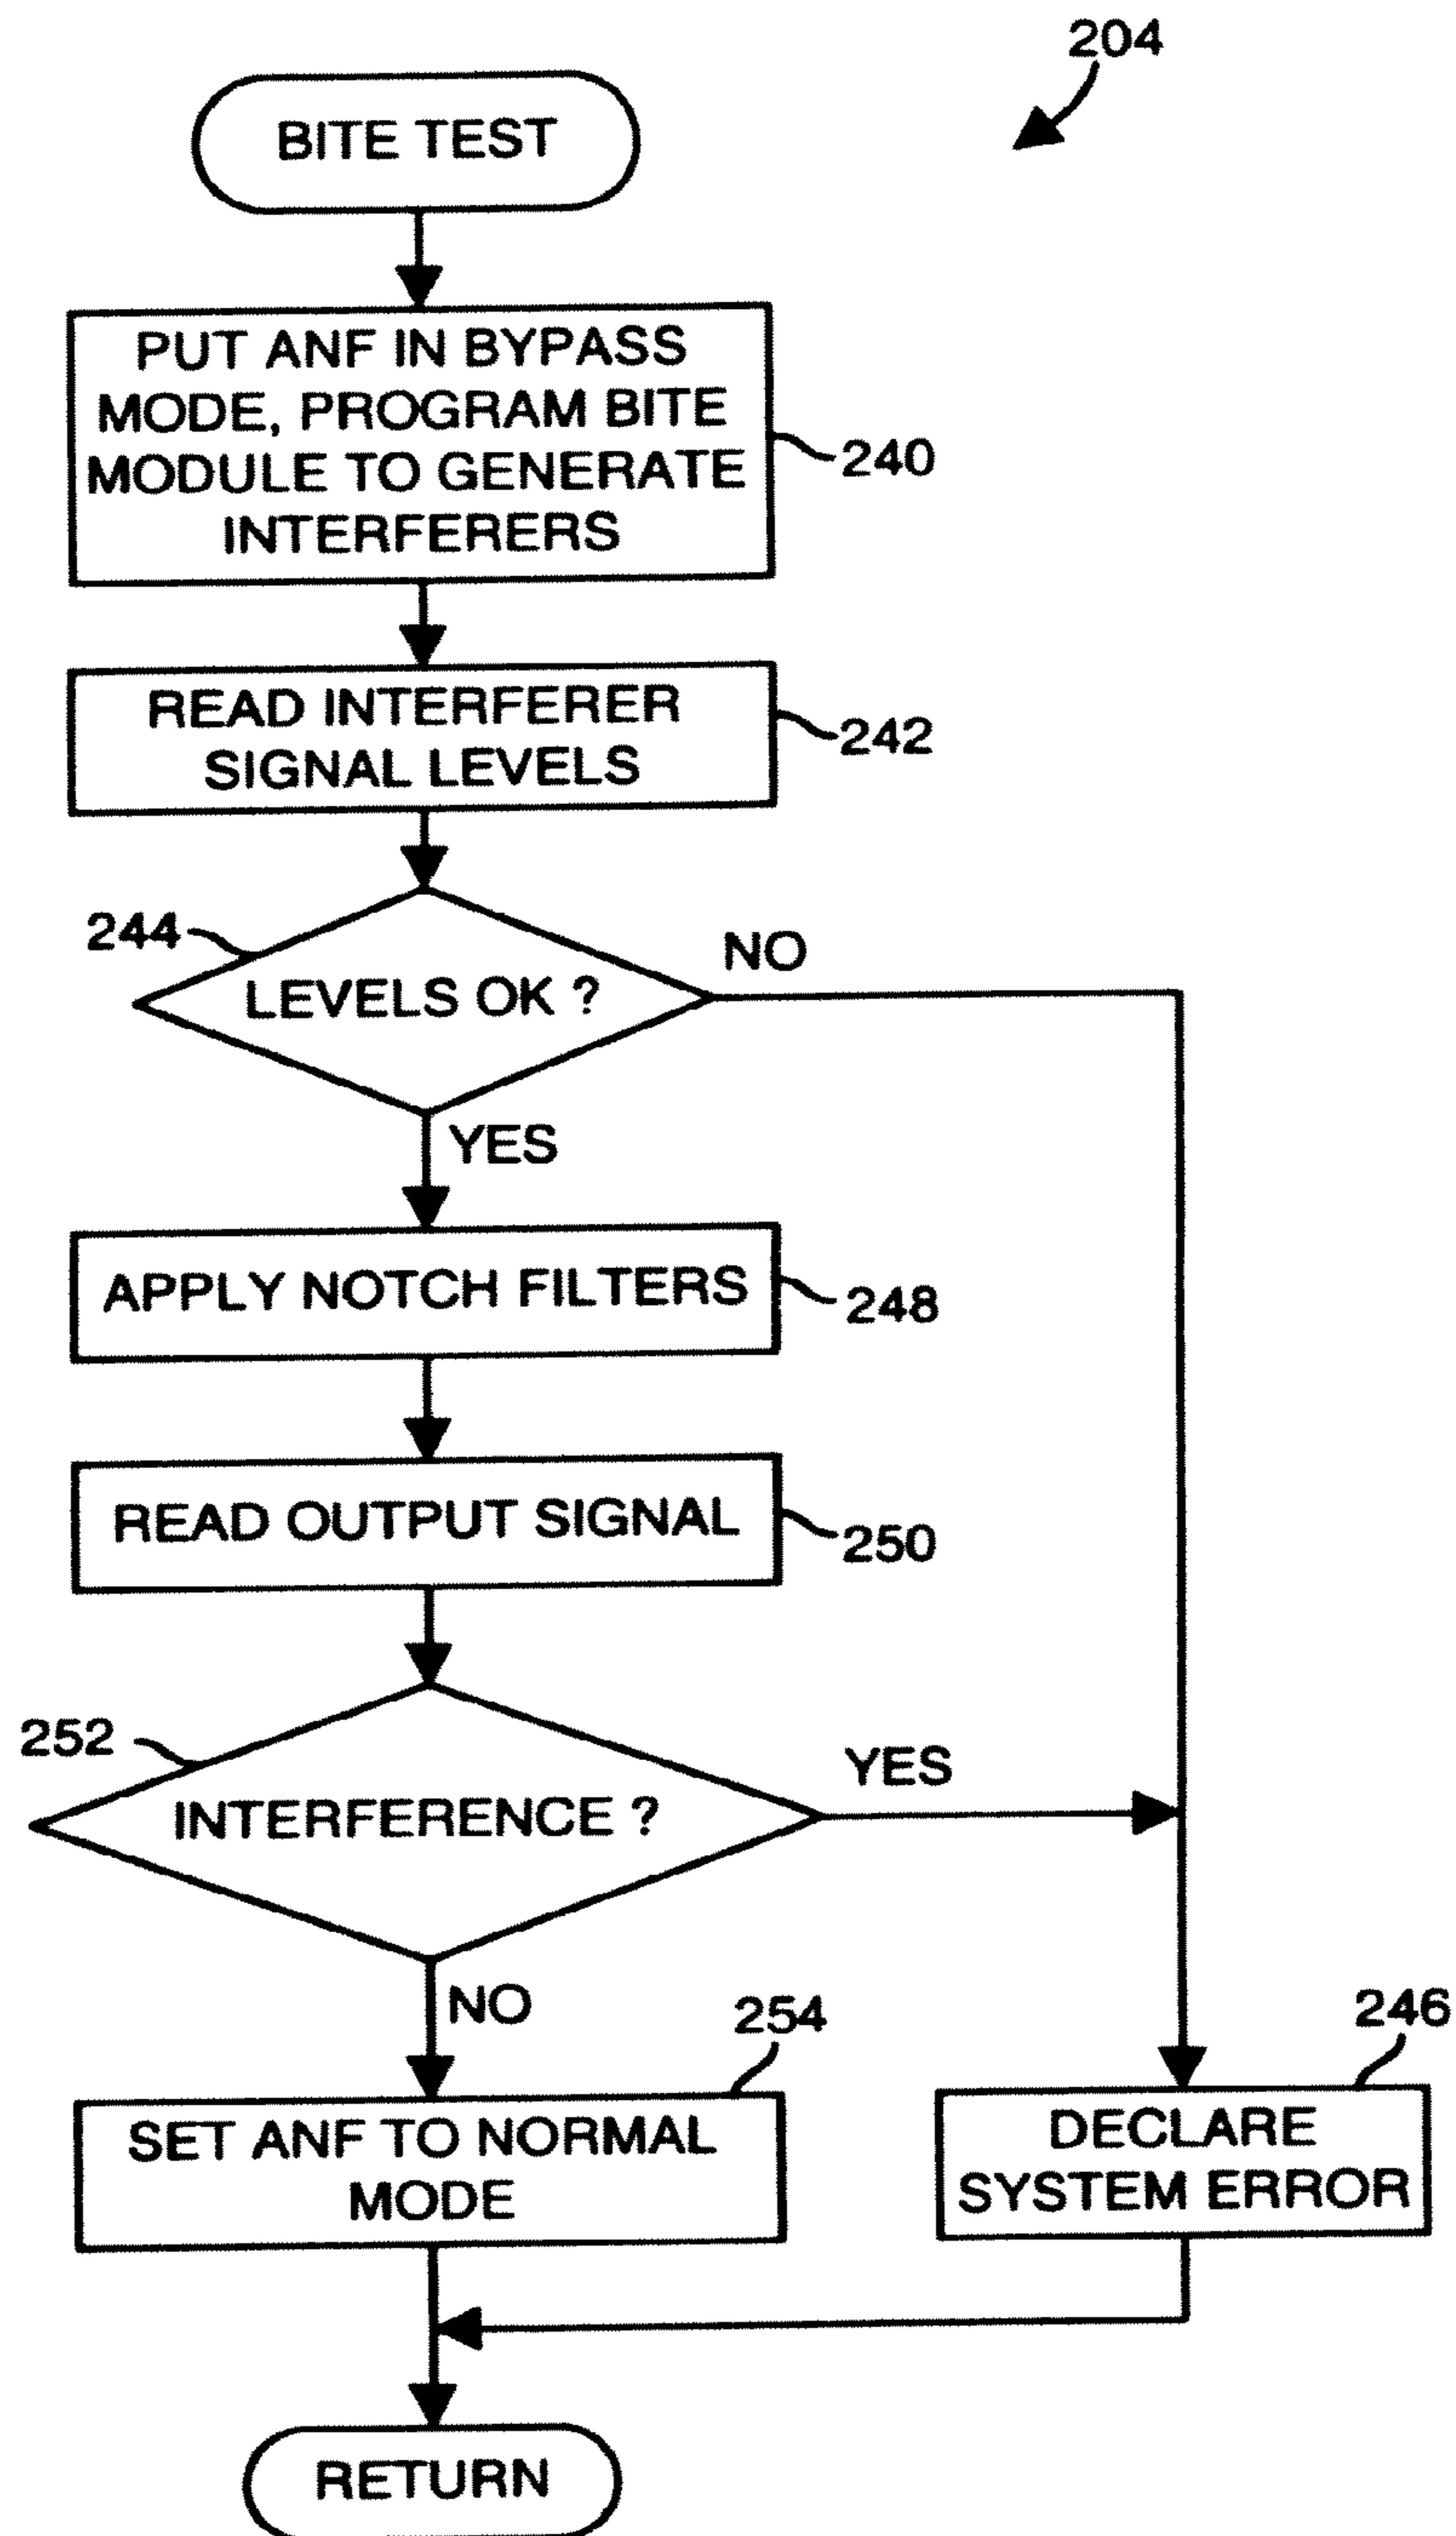 204
BITE TEST
PUT ANF IN BYPASS
MODE, PROGRAM BITE
MODULE TO GENERATE
INTERFERERS
240
READ INTERFERER
SIGNAL LEVELS
242
244
LEVELS OK ?
NO
YES
APPLY NOTCH FILTERS
248
READ OUTPUT SIGNAL
250
252
INTERFERENCE ?
YES
NO
254
SET ANF TO NORMAL
MODE
246
DECLARE
SYSTEM ERROR
RETURN